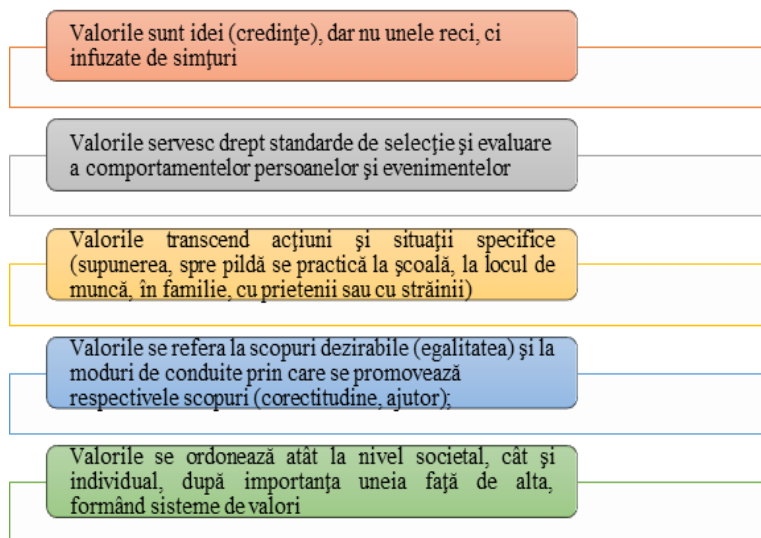 Valorile sunt idei (credinţe), dar nu unele reci, ci
infuzate de simţuri
Valorile servesc drept standarde de selecţie şi evaluare
a comportamentelor persoanelor şi evenimentelor
Valorile transcend acţiuni şi situaţii specifice
(supunerea, spre pildă se practică la şcoală, la locul de
muncă, în familie, cu prietenii sau cu străinii)
Valorile se refera la scopuri dezirabile (egalitatea) şi la
moduri de conduite prin care se promovează
respectivele scopuri (corectitudine, ajutor);
Valorile se ordonează atât la nivel societal, cât şi
individual, după importanţa uneia faţă de alta,
formând sisteme de valori